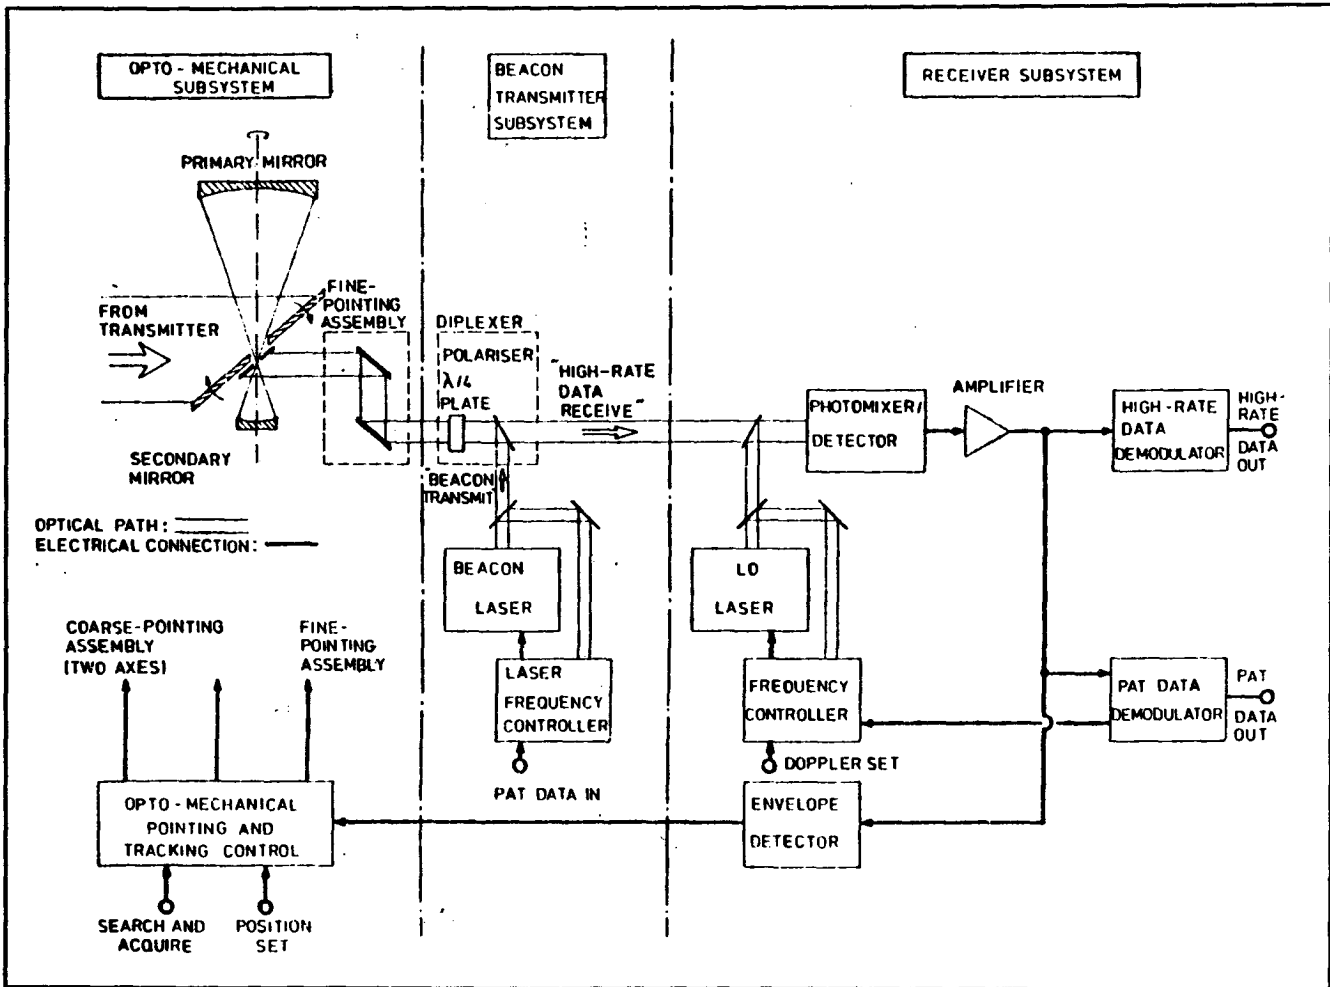 OPTO - MECHANICAL
SUBSYSTEM
BEACON
TRANSMITTER
SUBSYSTEM
RECEIVER SUBSYSTEM
PRIMARY MIRROR
FROM
TRANSMITTER
FINE-
POINTING
ASSEMBLY
SECONDARY
MIRROR
DIPLEXER
POLARISER
λ/4
PLATE
"HIGH-RATE
DATA
RECEIVE"
"BEACON
TRANSMIT"
PHOTOMIXER/
DETECTOR
AMPLIFIER
HIGH-RATE
DATA
DEMODULATOR
HIGH-
RATE
DATA
OUT
OPTICAL PATH:
ELECTRICAL CONNECTION:
BEACON
LASER
LO
LASER
COARSE-POINTING
ASSEMBLY
(TWO AXES)
FINE-
POINTING
ASSEMBLY
LASER
FREQUENCY
CONTROLLER
PAT DATA IN
FREQUENCY
CONTROLLER
DOPPLER SET
PAT DATA
DEMODULATOR
PAT
DATA
OUT
OPTO - MECHANICAL
POINTING AND
TRACKING CONTROL
ENVELOPE
DETECTOR
SEARCH AND
ACQUIRE
POSITION
SET